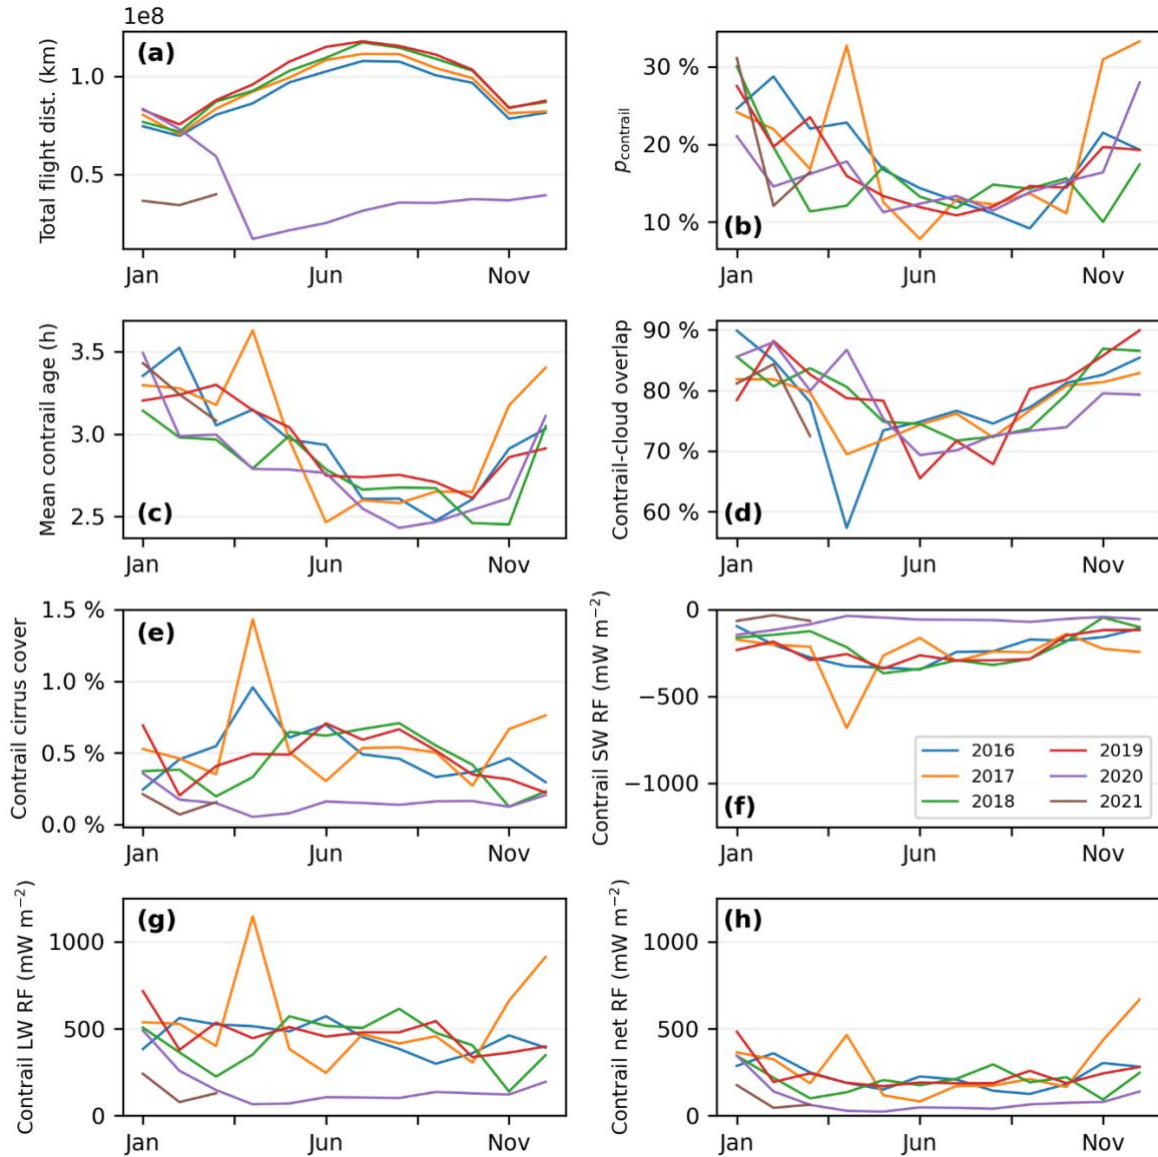 1e8
(a)
Total flight dist. (km)
1.0
0.5
Jan
Jun
Nov
(b)
p_contrail
30 %
20 %
10 %
Jan
Jun
Nov
(c)
Mean contrail age (h)
3.5
3.0
2.5
Jan
Jun
Nov
(d)
Contrail-cloud overlap
90 %
80 %
70 %
60 %
Jan
Jun
Nov
(e)
Contrail cirrus cover
1.5 %
1.0 %
0.5 %
0.0 %
Jan
Jun
Nov
(f)
Contrail SW RF (mW m⁻²)
0
−500
−1000
2016
2017
2018
2019
2020
2021
Jan
Jun
Nov
(g)
Contrail LW RF (mW m⁻²)
1000
500
0
Jan
Jun
Nov
(h)
Contrail net RF (mW m⁻²)
1000
500
0
Jan
Jun
Nov